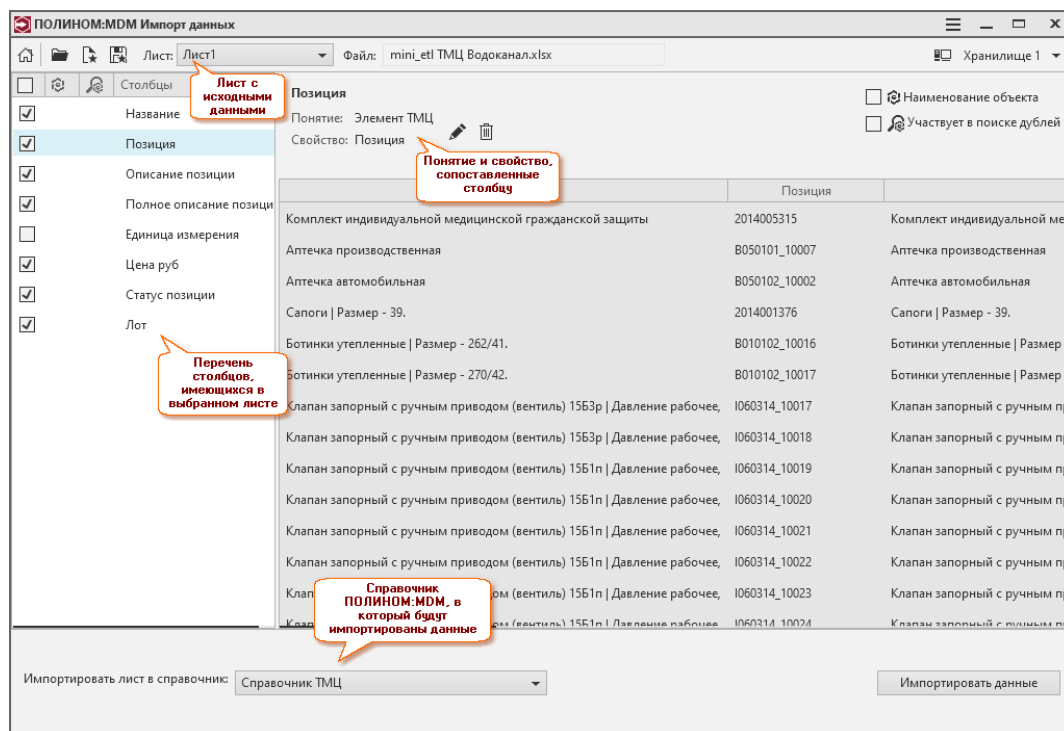 ПОЛИНОМ:MDM Импорт данных
Лист: Лист1 Файл: mini_etl ТМЦ Водоканал.xlsx Хранилище 1
Столбцы
Название
Позиция
Описание позиции
Полное описание позици
Единица измерения
Цена руб
Статус позиции
Лот
Лист с
исходными
данными
Перечень
столбцов,
имеющихся в
выбранном листе
Позиция
Понятие: Элемент ТМЦ
Свойство: Позиция
Понятие и свойство,
сопоставленные
столбцу
Наименование объекта
Участвует в поиске дублей
Позиция
Комплект индивидуальной медицинской гражданской защиты 2014005315 Комплект индивидуальной ме
Аптечка производственная B050101_10007 Аптечка производственная
Аптечка автомобильная B050102_10002 Аптечка автомобильная
Сапоги | Размер - 39. 2014001376 Сапоги | Размер - 39.
Ботинки утепленные | Размер - 262/41. B010102_10016 Ботинки утепленные | Размер
Ботинки утепленные | Размер - 270/42. B010102_10017 Ботинки утепленные | Размер
Клапан запорный с ручным приводом (вентиль) 15Б3р | Давление рабочее, I060314_10017 Клапан запорный с ручным п
Клапан запорный с ручным приводом (вентиль) 15Б3р | Давление рабочее, I060314_10018 Клапан запорный с ручным п
Клапан запорный с ручным приводом (вентиль) 15Б1п | Давление рабочее, I060314_10019 Клапан запорный с ручным п
Клапан запорный с ручным приводом (вентиль) 15Б1п | Давление рабочее, I060314_10020 Клапан запорный с ручным п
Клапан запорный с ручным приводом (вентиль) 15Б1п | Давление рабочее, I060314_10021 Клапан запорный с ручным п
Клапан запорный с ручным приводом (вентиль) 15Б1п | Давление рабочее, I060314_10022 Клапан запорный с ручным п
Клап ом (вентиль) 15Б1п | Давление рабочее, I060314_10023 Клапан запорный с ручным п
Клап ом (вентиль) 15Б1п | Давление рабочее, I060314_10024 Клапан запорный с ручным п
Справочник
ПОЛИНОМ:MDM, в
который будут
импортированы данные
Импортировать лист в справочник: Справочник ТМЦ Импортировать данные